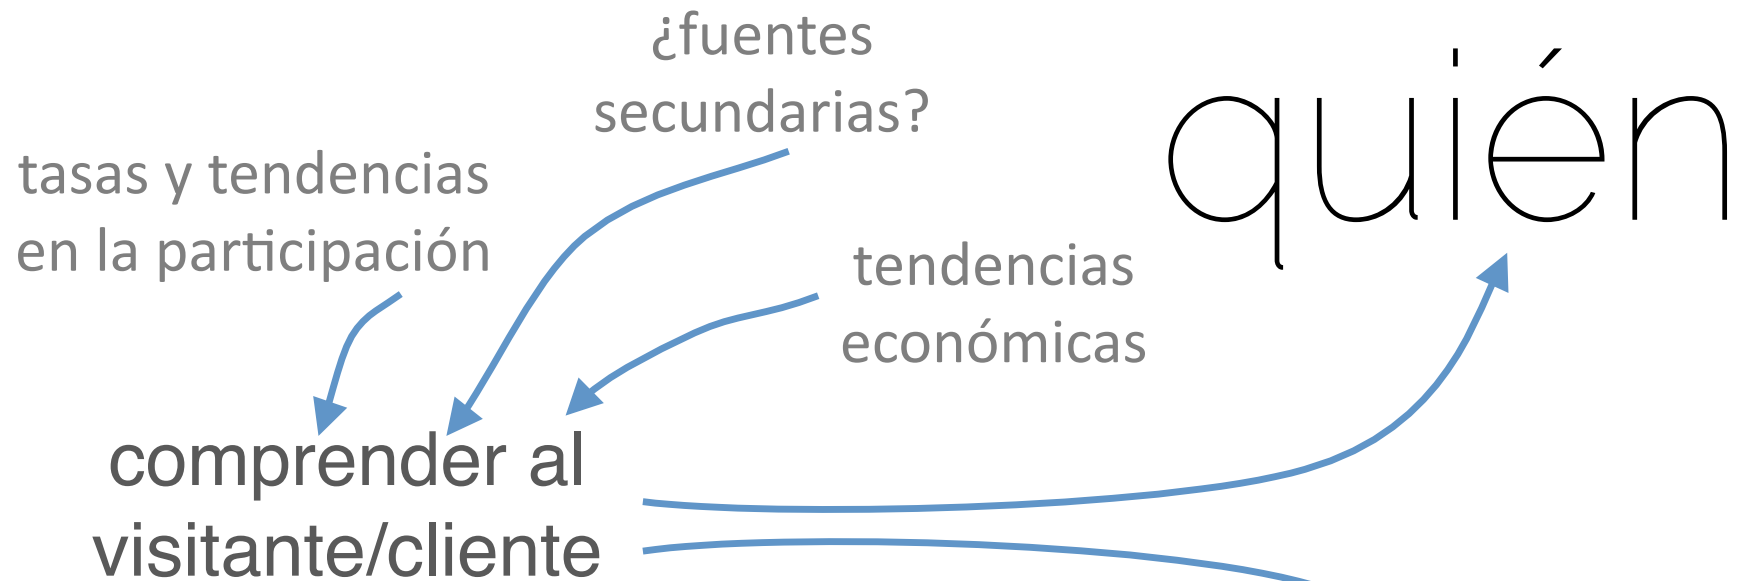 ¿fuentes
secundarias?
quién
tasas y tendencias
en la participación
tendencias
económicas
comprender al
visitante/cliente